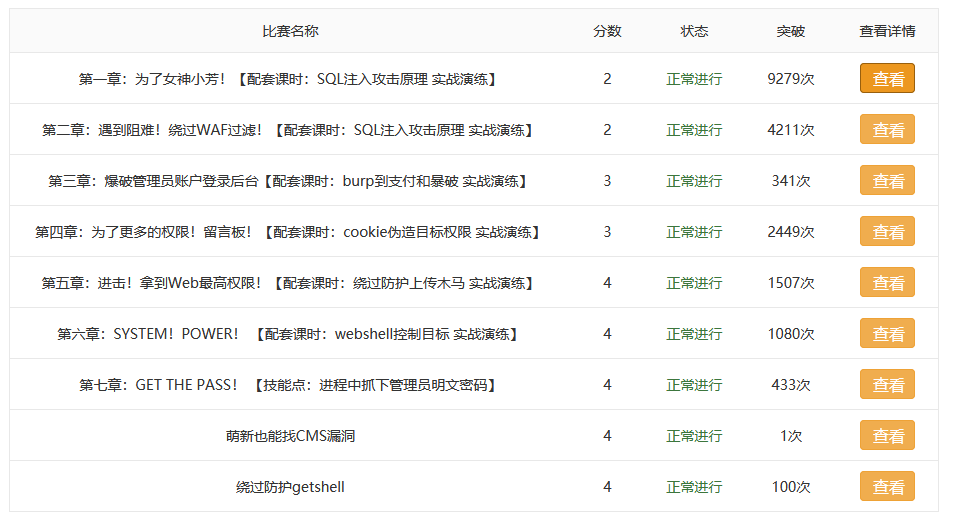 比赛名称 分数 状态 突破 查看详情
第一章：为了女神小芳！【配套课时：SQL注入攻击原理 实战演练】 2 正常进行 9279次 查看
第二章：遇到阻难！绕过WAF过滤！【配套课时：SQL注入攻击原理 实战演练】 2 正常进行 4211次 查看
第三章：爆破管理员账户登录后台【配套课时：burp到支付和暴破 实战演练】 3 正常进行 341次 查看
第四章：为了更多的权限！留言板！【配套课时：cookie伪造目标权限 实战演练】 3 正常进行 2449次 查看
第五章：进击！拿到Web最高权限！【配套课时：绕过防护上传木马 实战演练】 4 正常进行 1507次 查看
第六章：SYSTEM！POWER！ 【配套课时：webshell控制目标 实战演练】 4 正常进行 1080次 查看
第七章：GET THE PASS！ 【技能点：进程中抓下管理员明文密码】 4 正常进行 433次 查看
萌新也能找CMS漏洞 4 正常进行 1次 查看
绕过防护getshell 4 正常进行 100次 查看